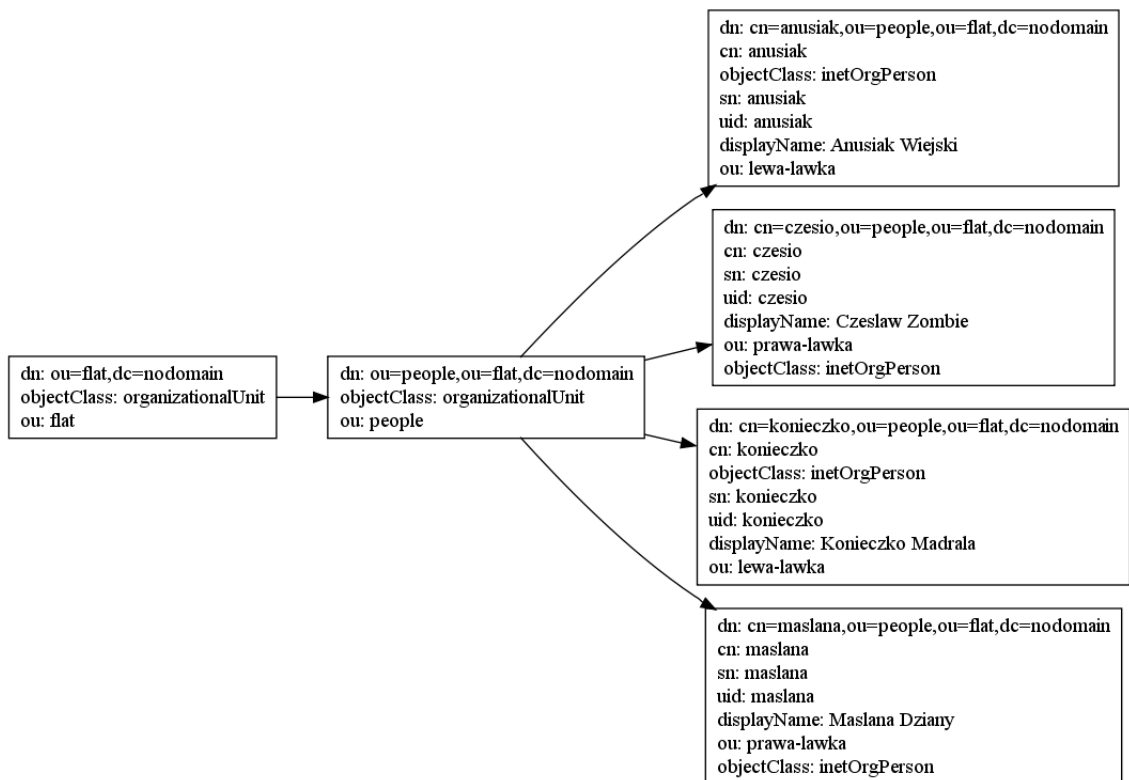 dn: ou=flat,dc=nodomain
objectClass: organizationalUnit
ou: flat
dn: ou=people,ou=flat,dc=nodomain
objectClass: organizationalUnit
ou: people
dn: cn=anusiak,ou=people,ou=flat,dc=nodomain
cn: anusiak
objectClass: inetOrgPerson
sn: anusiak
uid: anusiak
displayName: Anusiak Wiejski
ou: lewa-lawka
dn: cn=czesio,ou=people,ou=flat,dc=nodomain
cn: czesio
sn: czesio
uid: czesio
displayName: Czeslaw Zombie
ou: prawa-lawka
objectClass: inetOrgPerson
dn: cn=konieczko,ou=people,ou=flat,dc=nodomain
cn: konieczko
objectClass: inetOrgPerson
sn: konieczko
uid: konieczko
displayName: Konieczko Madrala
ou: lewa-lawka
dn: cn=maslana,ou=people,ou=flat,dc=nodomain
cn: maslana
sn: maslana
uid: maslana
displayName: Maslana Dziany
ou: prawa-lawka
objectClass: inetOrgPerson